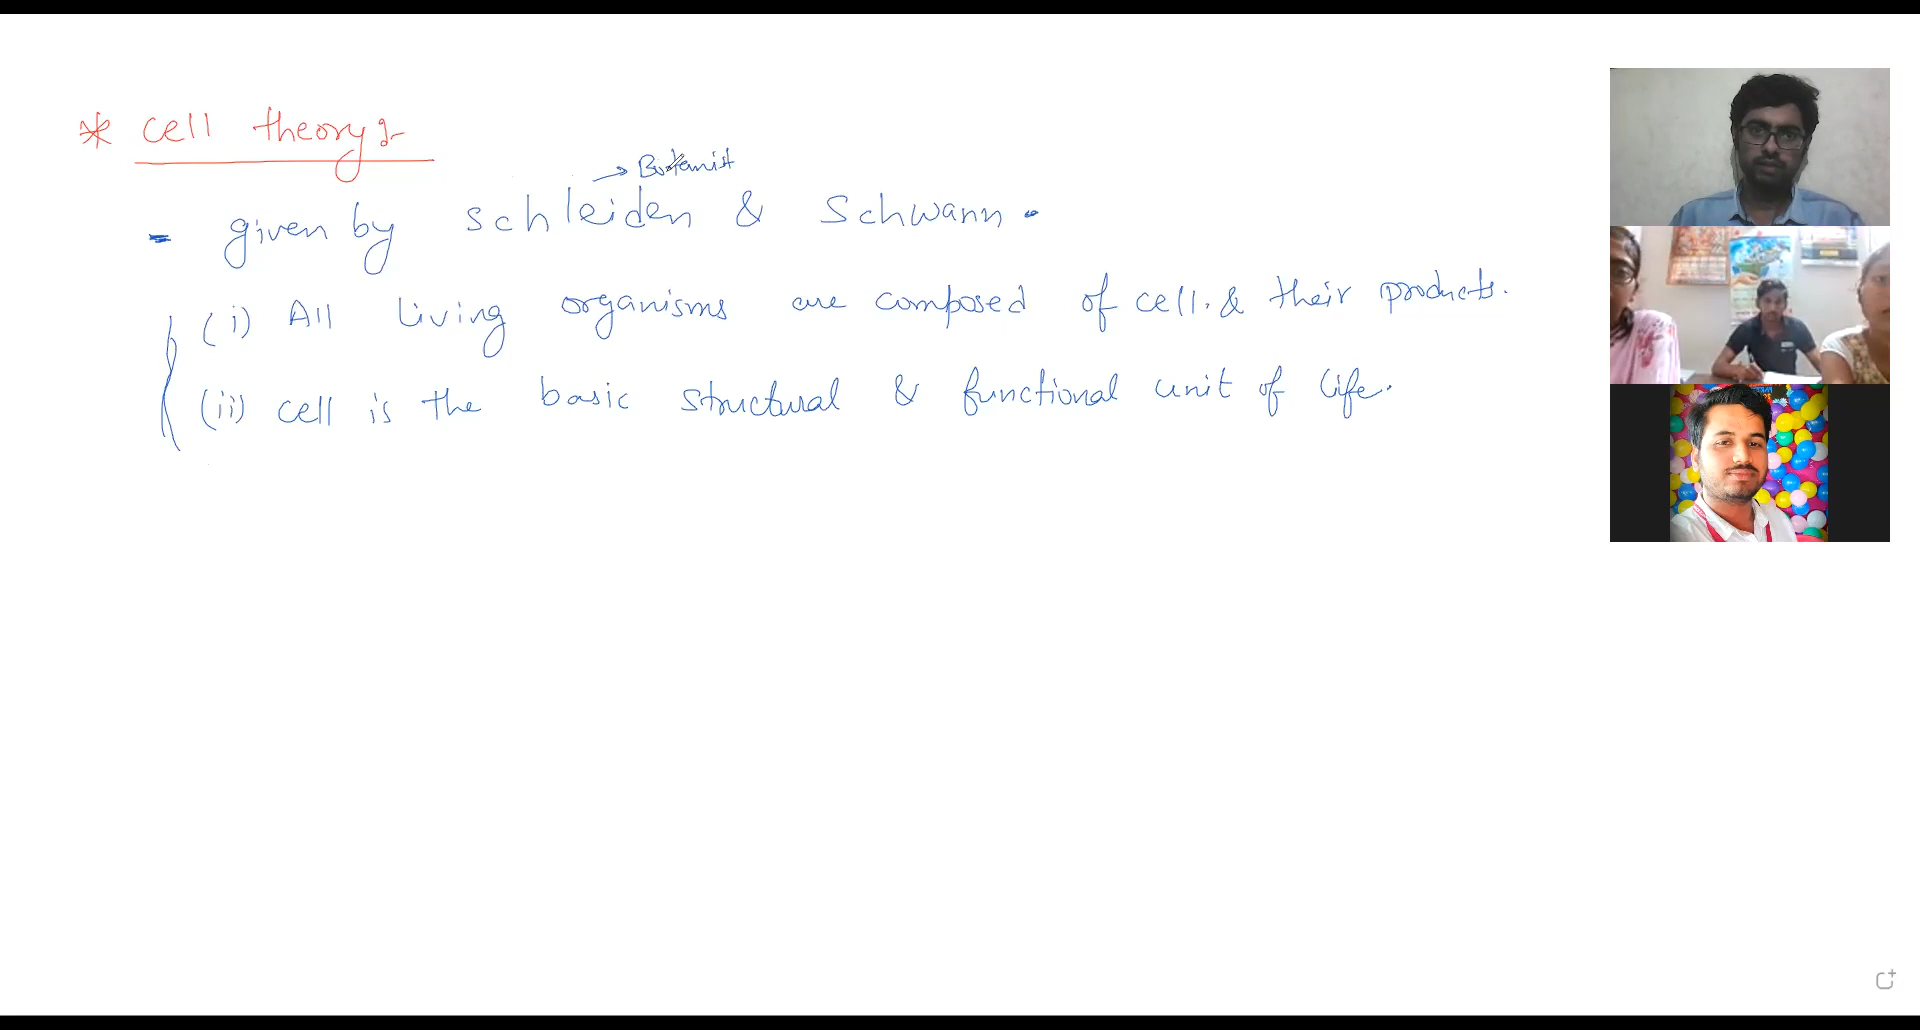 * cell theory :-
→ Botanist
- given by schleiden & Schwann.
(i) All living organisms are composed of cell. & their products.
(ii) cell is the basic structural & functional unit of life.